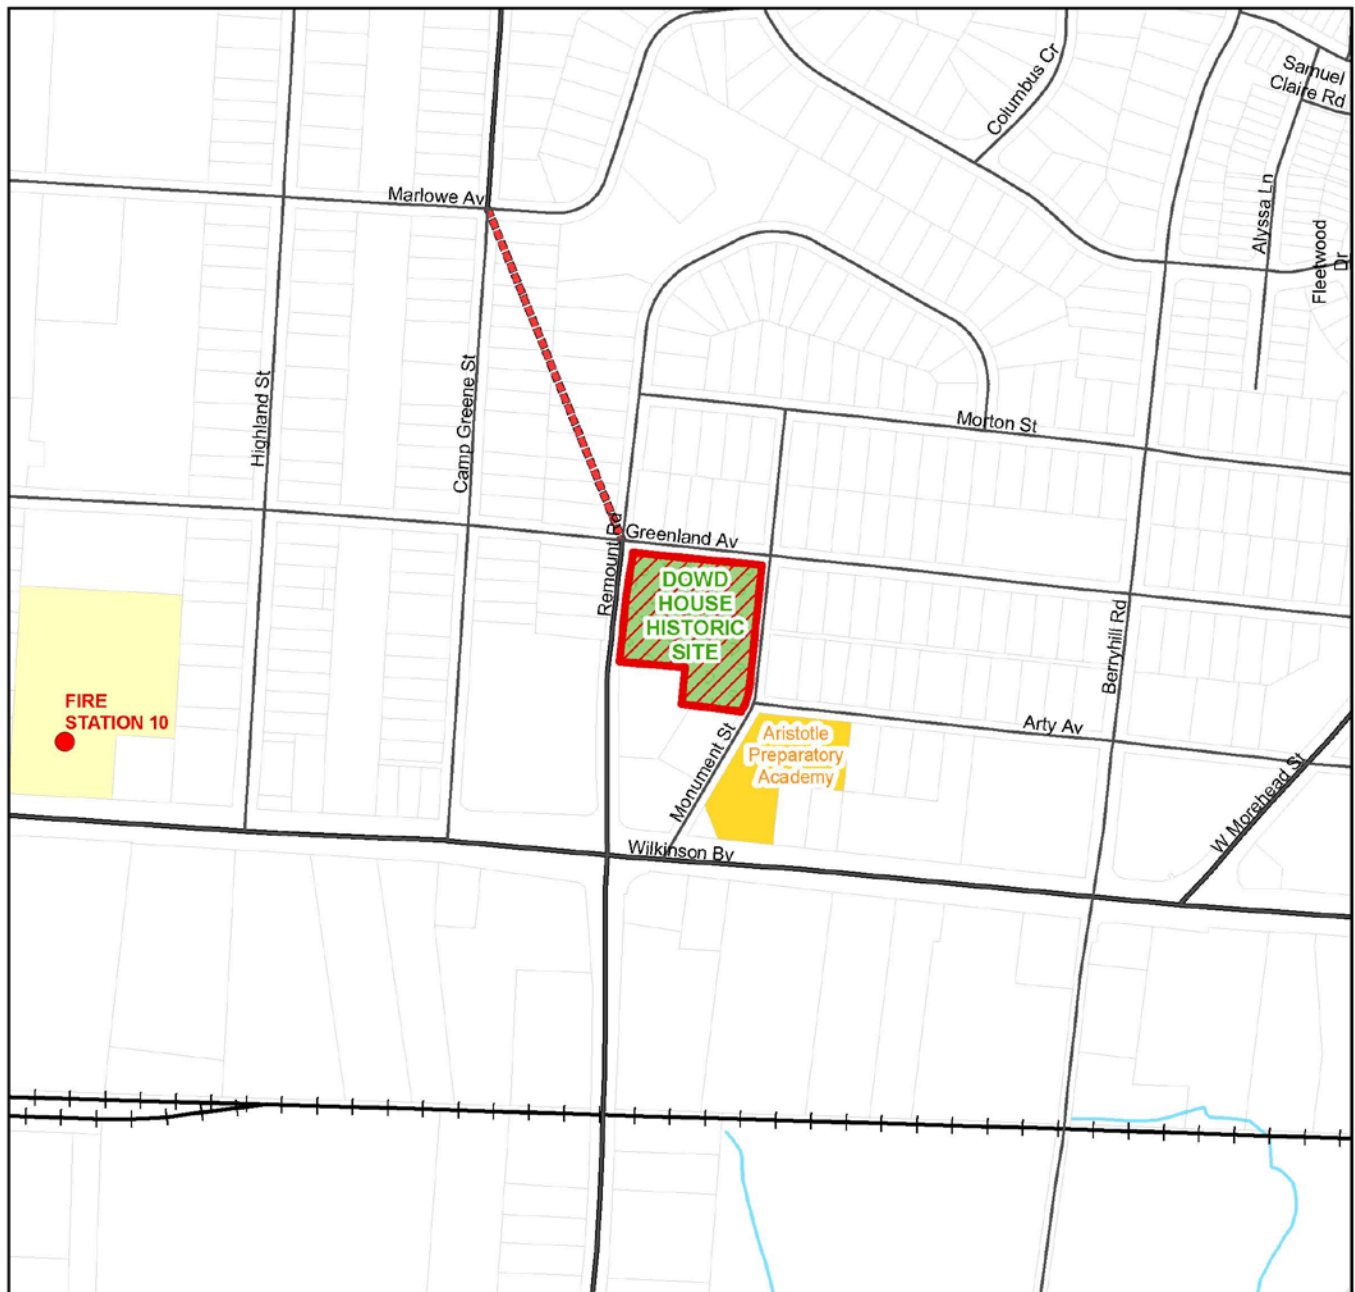 Columbus Cr
Samuel
Claire Rd
Marlowe Av
Alyssa Ln
Fleetwood
Dr
Highland St
Camp Greene St
Morton St
Remount Rd
Greenland Av
DOWD
HOUSE
HISTORIC
SITE
Berryhill Rd
FIRE
STATION 10
Monument St
Aristotle
Preparatory
Academy
Arty Av
W Morehead St
Wilkinson Bv